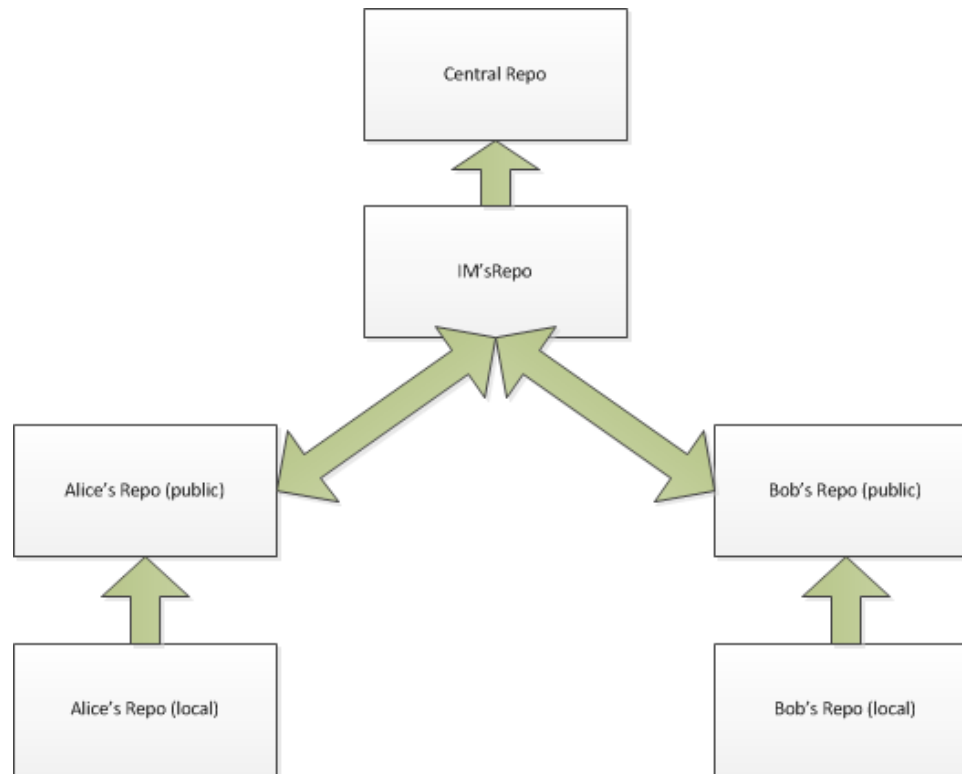 Central Repo
IM'sRepo
Alice's Repo (public)
Bob's Repo (public)
Alice's Repo (local)
Bob's Repo (local)